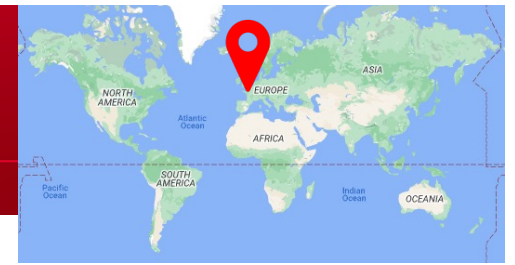 ASIA
EUROPE
NORTH
AMERICA
Atlantic
Ocean
AFRICA
SOUTH
AMERICA
Pacific
Ocean
Indian
Ocean
OCEANIA